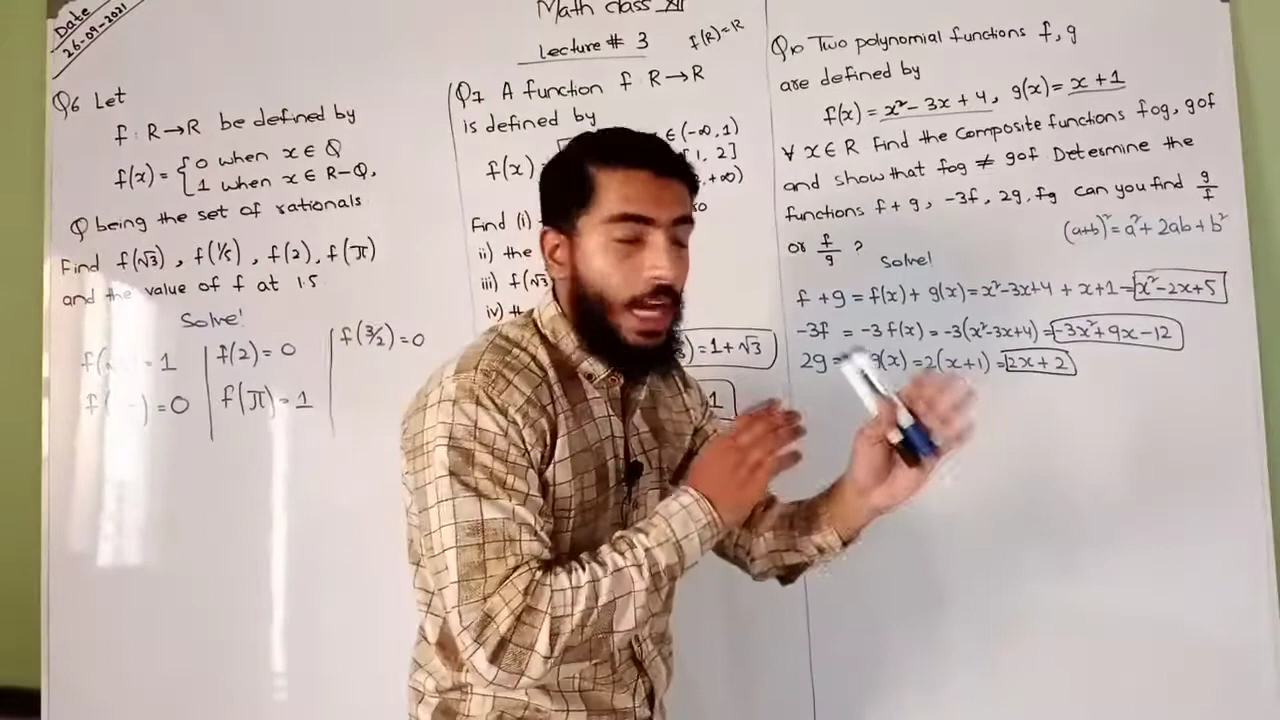 Date
26-09-2021
Math class XII
Lecture # 3
f(R)=R
Q6 Let
f: R→R be defined by
f(x) = {0 when x ∈ Q
1 when x ∈ R-Q,
Q being the set of rationals
Find f(√3), f(1/5), f(2), f(π)
and the value of f at 1.5
Solve!
= 1
= 0
f(2) = 0
f(π) = 1
f(3/2) = 0
Q7 A function f: R→R
is defined by
f(x)
∈ (-∞, 1)
1, 2]
, +∞)
Find (i)
ii) the
iii) f(√3
iv)
) = 1+√3
1
Q10 Two polynomial functions f, g
are defined by
f(x) = x²-3x+4, g(x) = x+1
∀ x∈R Find the Composite functions fog, gof
and show that fog ≠ gof Determine the
functions f+g, -3f, 2g, fg can you find g/f
or f/g ?
(a+b)² = a²+2ab+b²
Solve!
f+g = f(x)+g(x) = x²-3x+4 + x+1 = x²-2x+5
-3f = -3f(x) = -3(x²-3x+4) = -3x²+9x-12
2g = g(x) = 2(x+1) = 2x+2